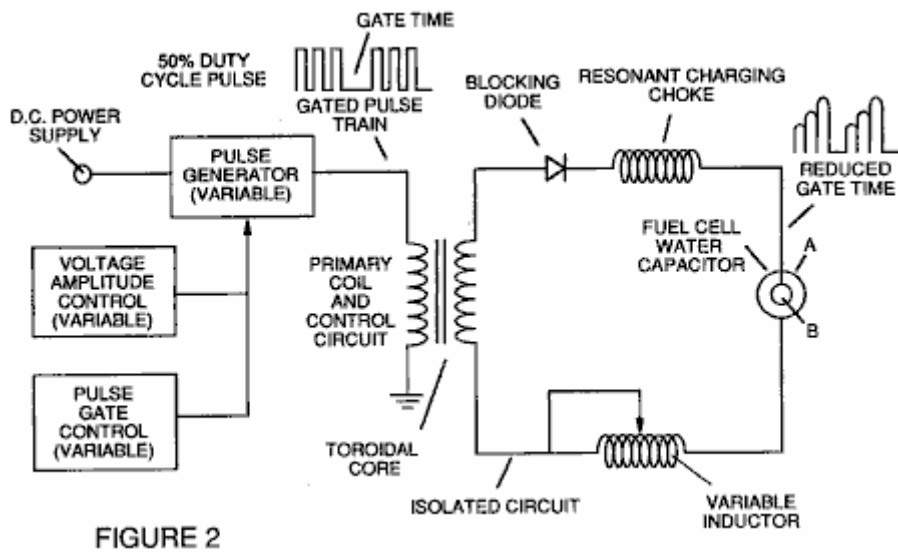 GATE TIME
50% DUTY
CYCLE PULSE
GATED PULSE
TRAIN
BLOCKING
DIODE
RESONANT CHARGING
CHOKE
D.C. POWER
SUPPLY
PULSE
GENERATOR
(VARIABLE)
REDUCED
GATE TIME
FUEL CELL
WATER
CAPACITOR
A
B
VOLTAGE
AMPLITUDE
CONTROL
(VARIABLE)
PRIMARY
COIL
AND
CONTROL
CIRCUIT
PULSE
GATE
CONTROL
(VARIABLE)
TOROIDAL
CORE
ISOLATED CIRCUIT
VARIABLE
INDUCTOR
FIGURE 2